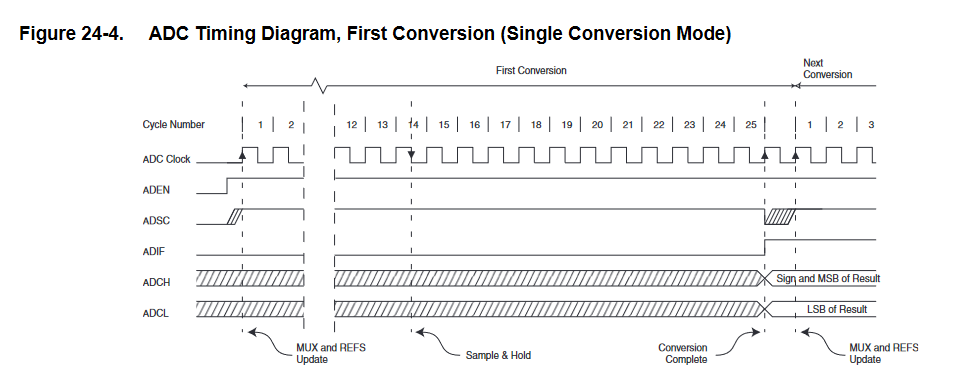 Figure 24-4. ADC Timing Diagram, First Conversion (Single Conversion Mode)
First Conversion
Next
Conversion
Cycle Number 1 2 12 13 14 15 16 17 18 19 20 21 22 23 24 25 1 2 3
ADC Clock
ADEN
ADSC
ADIF
ADCH Sign and MSB of Result
ADCL LSB of Result
MUX and REFS
Update
Sample & Hold
Conversion
Complete
MUX and REFS
Update